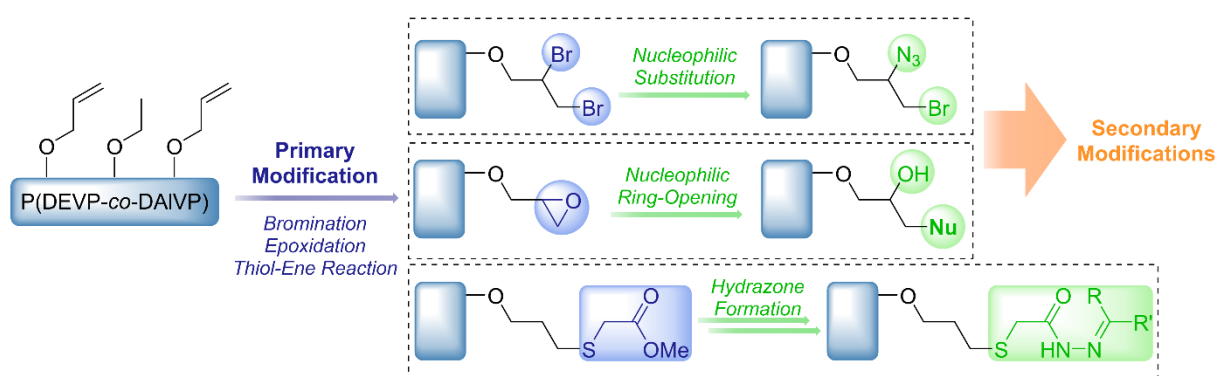 P(DEVP-co-DAIVP)
O
O
O
Primary
Modification
Bromination
Epoxidation
Thiol-Ene Reaction
O
Br
Br
Nucleophilic
Substitution
O
N3
Br
O
O
Nucleophilic
Ring-Opening
O
OH
Nu
O
S
O
OMe
Hydrazone
Formation
O
S
O
HN
N
R
R'
Secondary
Modifications